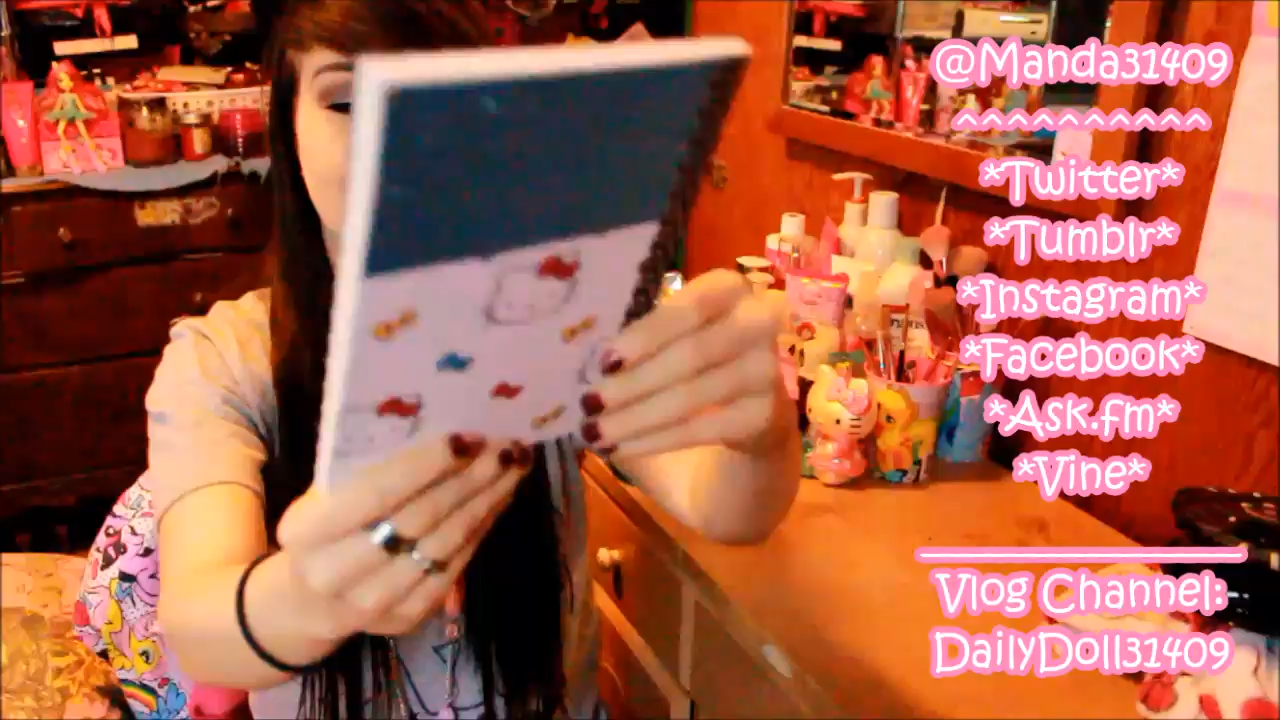 @Manda31409
^^^^^^^^^^
*Twitter*
*Tumblr*
*Instagram*
*Facebook*
*Ask.fm*
*Vine*
Vlog Channel:
DailyDoll31409